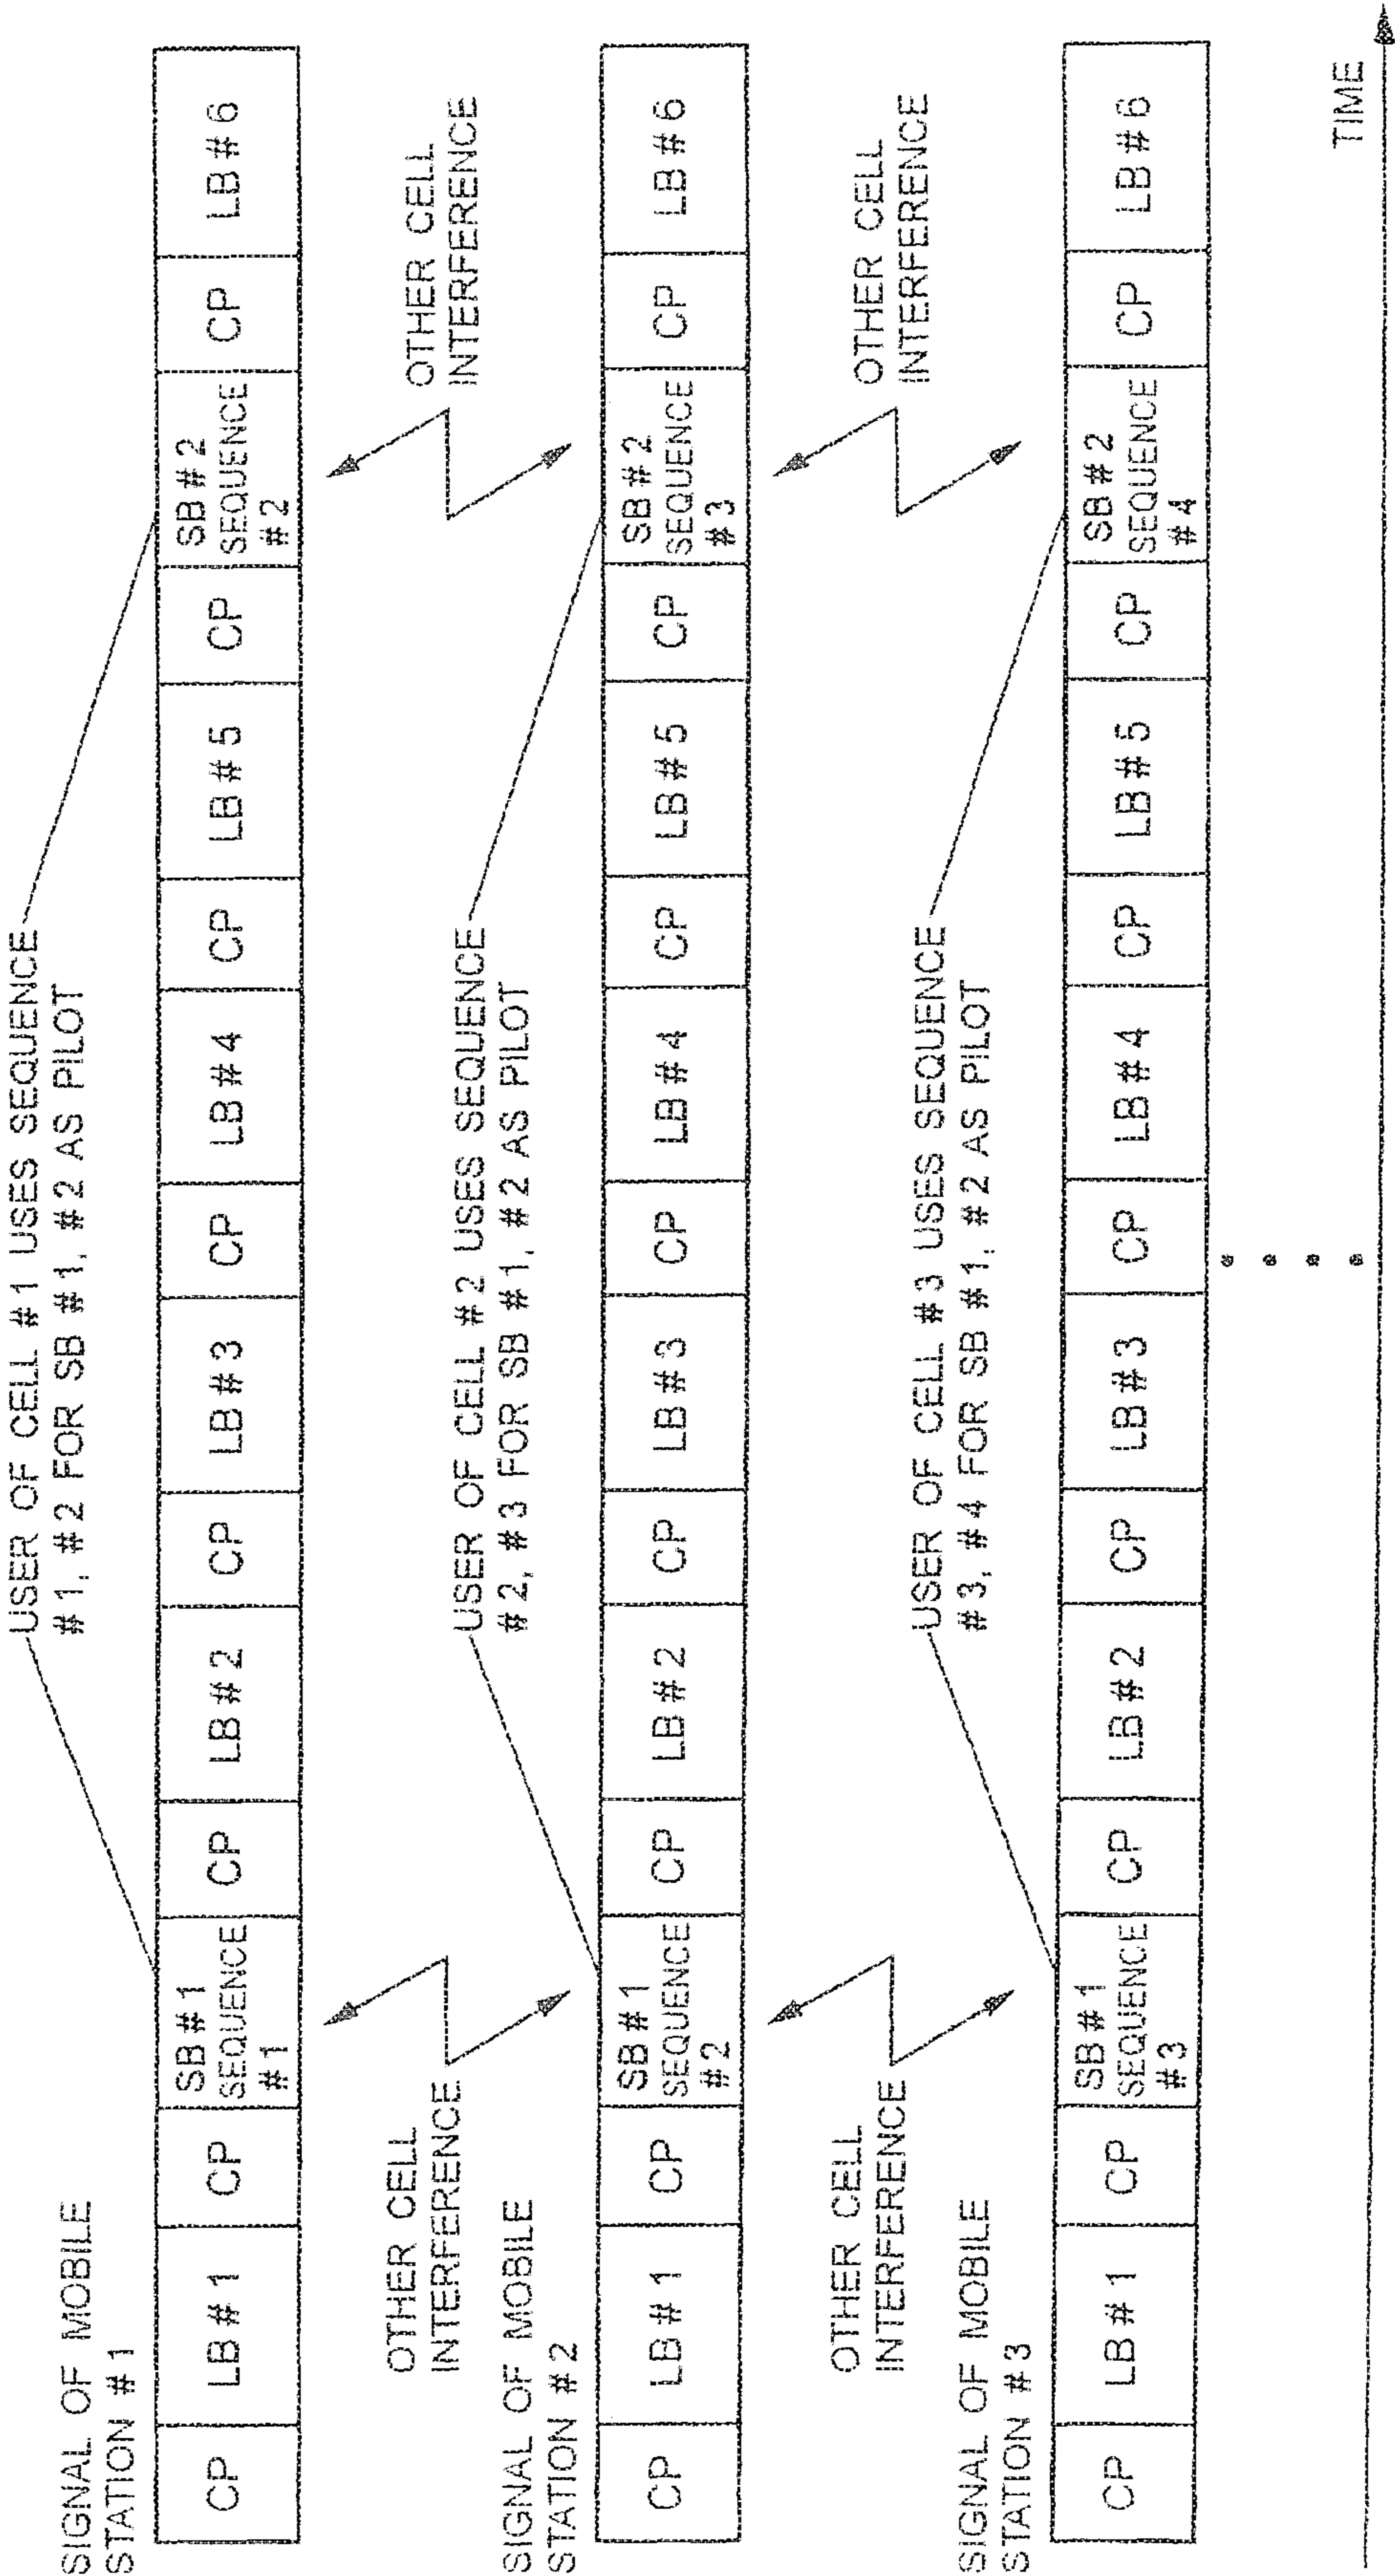 USER OF CELL #1 USES SEQUENCE
#1, #2 FOR SB #1, #2 AS PILOT
SIGNAL OF MOBILE
STATION #1
CP
LB#1
CP
SB#1
SEQUENCE
#1
CP
LB#2
CP
LB#3
CP
LB#4
CP
LB#5
CP
SB#2
SEQUENCE
#2
CP
LB#6
OTHER CELL
INTERFERENCE
OTHER CELL
INTERFERENCE
USER OF CELL #2 USES SEQUENCE
#2, #3 FOR SB #1, #2 AS PILOT
SIGNAL OF MOBILE
STATION #2
CP
LB#1
CP
SB#1
SEQUENCE
#2
CP
LB#2
CP
LB#3
CP
LB#4
CP
LB#5
CP
SB#2
SEQUENCE
#3
CP
LB#6
OTHER CELL
INTERFERENCE
OTHER CELL
INTERFERENCE
USER OF CELL #3 USES SEQUENCE
#3, #4 FOR SB #1, #2 AS PILOT
SIGNAL OF MOBILE
STATION #3
CP
LB#1
CP
SB#1
SEQUENCE
#3
CP
LB#2
CP
LB#3
CP
LB#4
CP
LB#5
CP
SB#2
SEQUENCE
#4
CP
LB#6
TIME